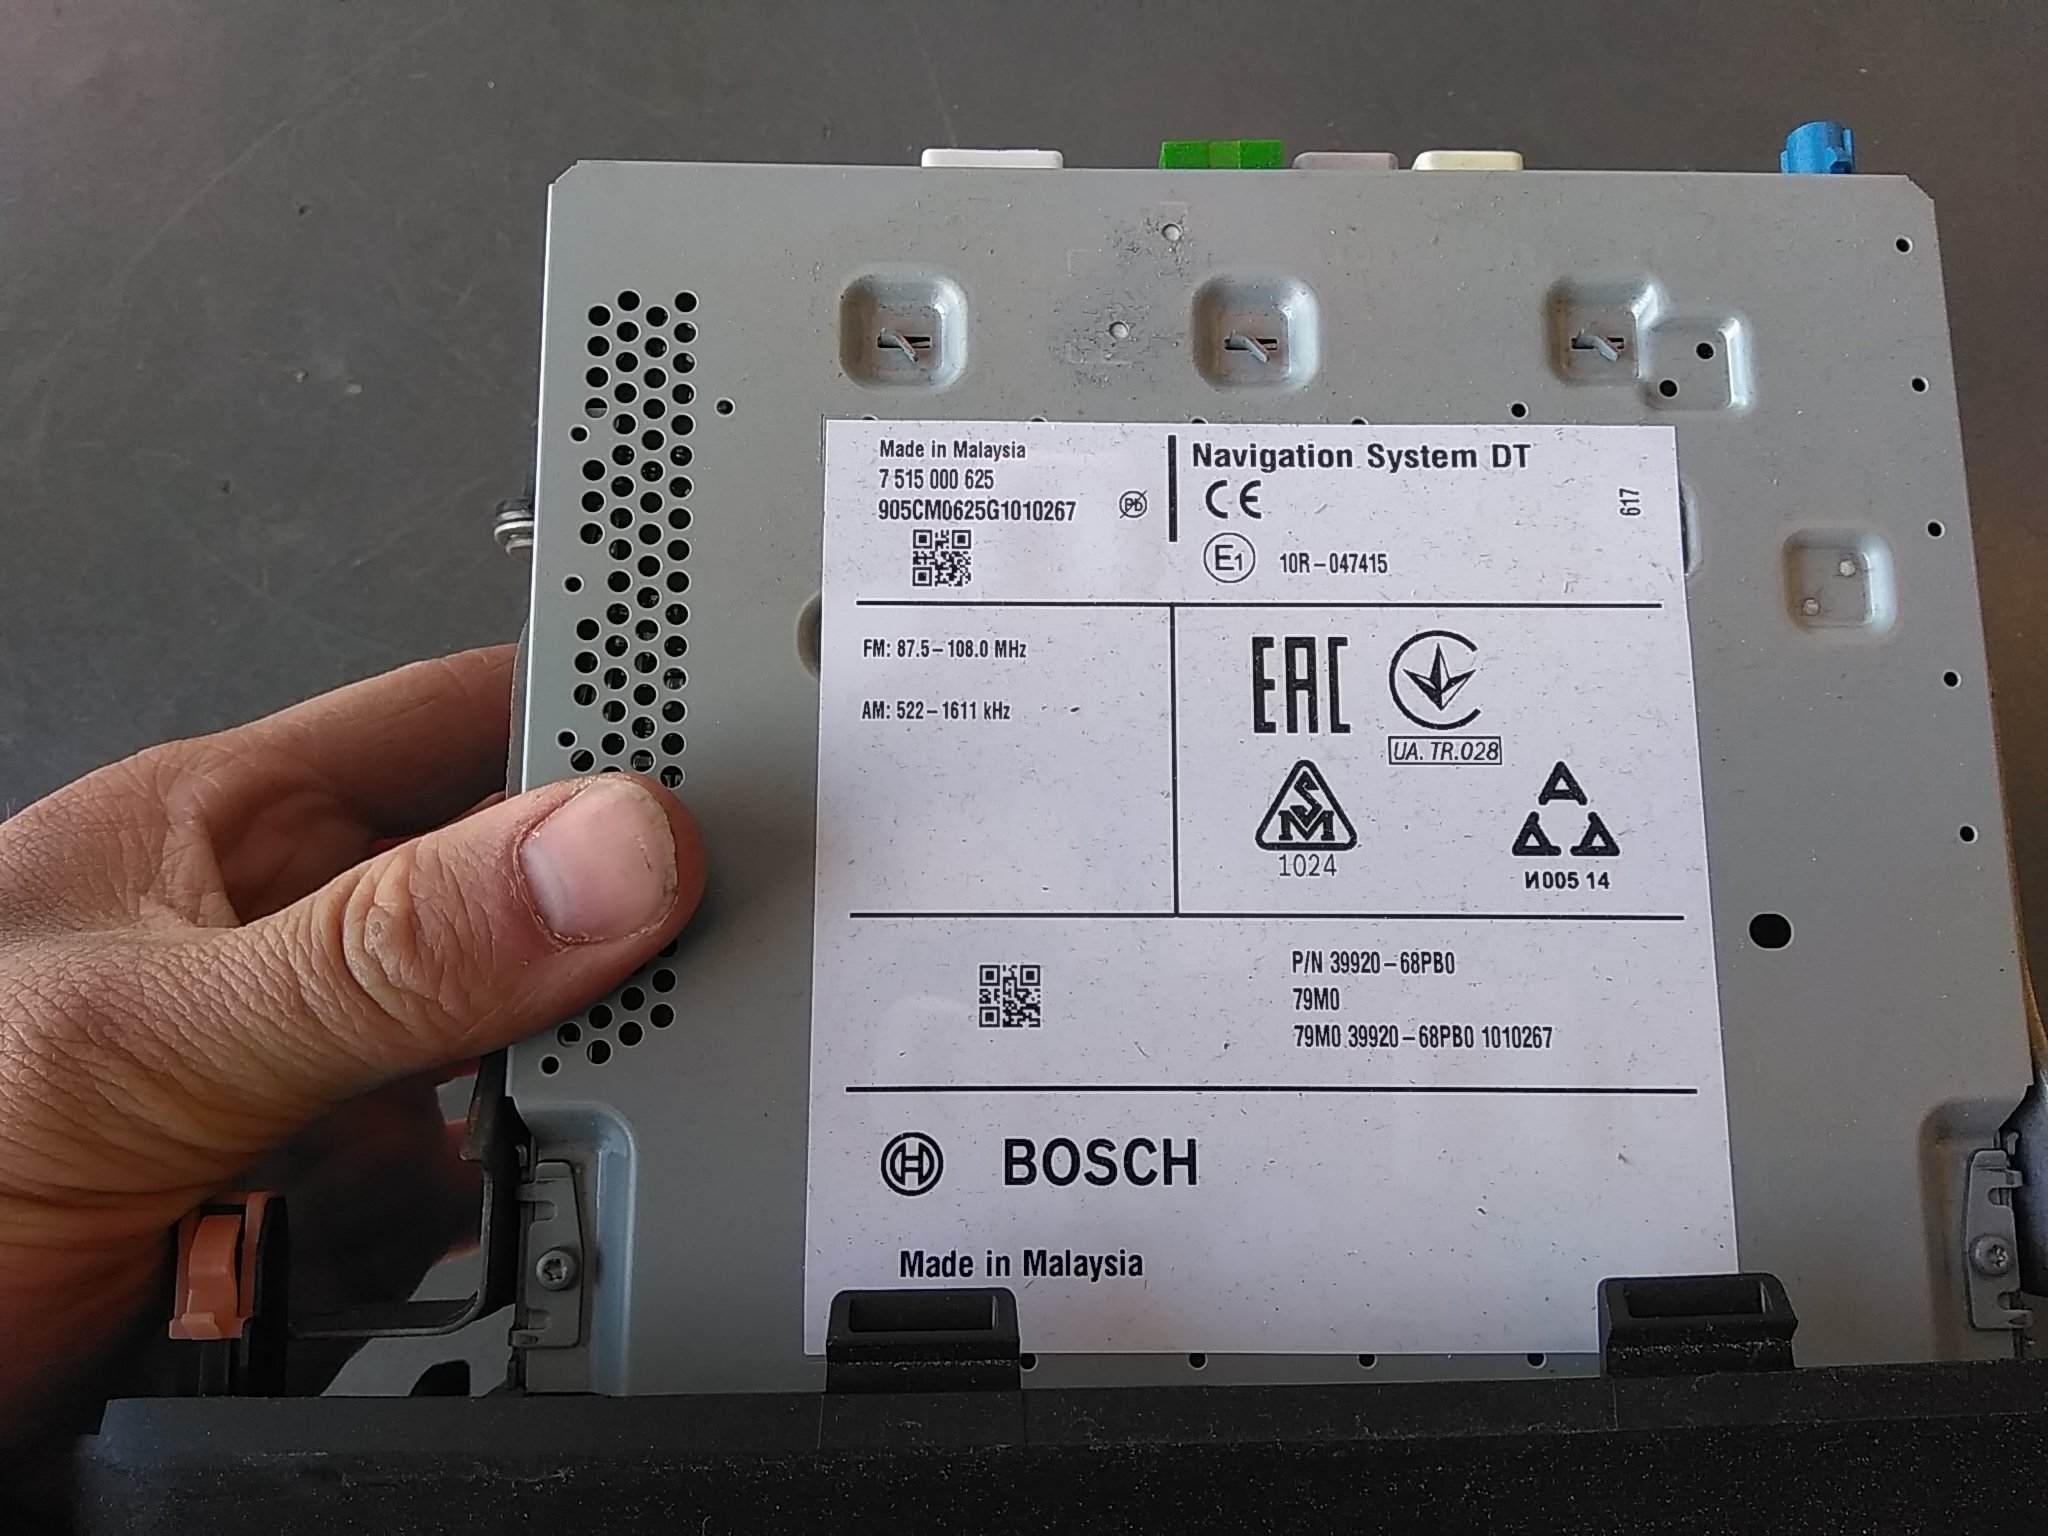 Made in Malaysia
7 515 000 625
905CM0625G1010267
Pb
Navigation System DT
CE
617
E1 10R-047415
FM: 87.5-108.0 MHz
AM: 522-1611 kHz
EAC
UA. TR.028
SM
1024
И005 14
P/N 39920-68PB0
79M0
79M0 39920-68PB0 1010267
BOSCH
Made in Malaysia